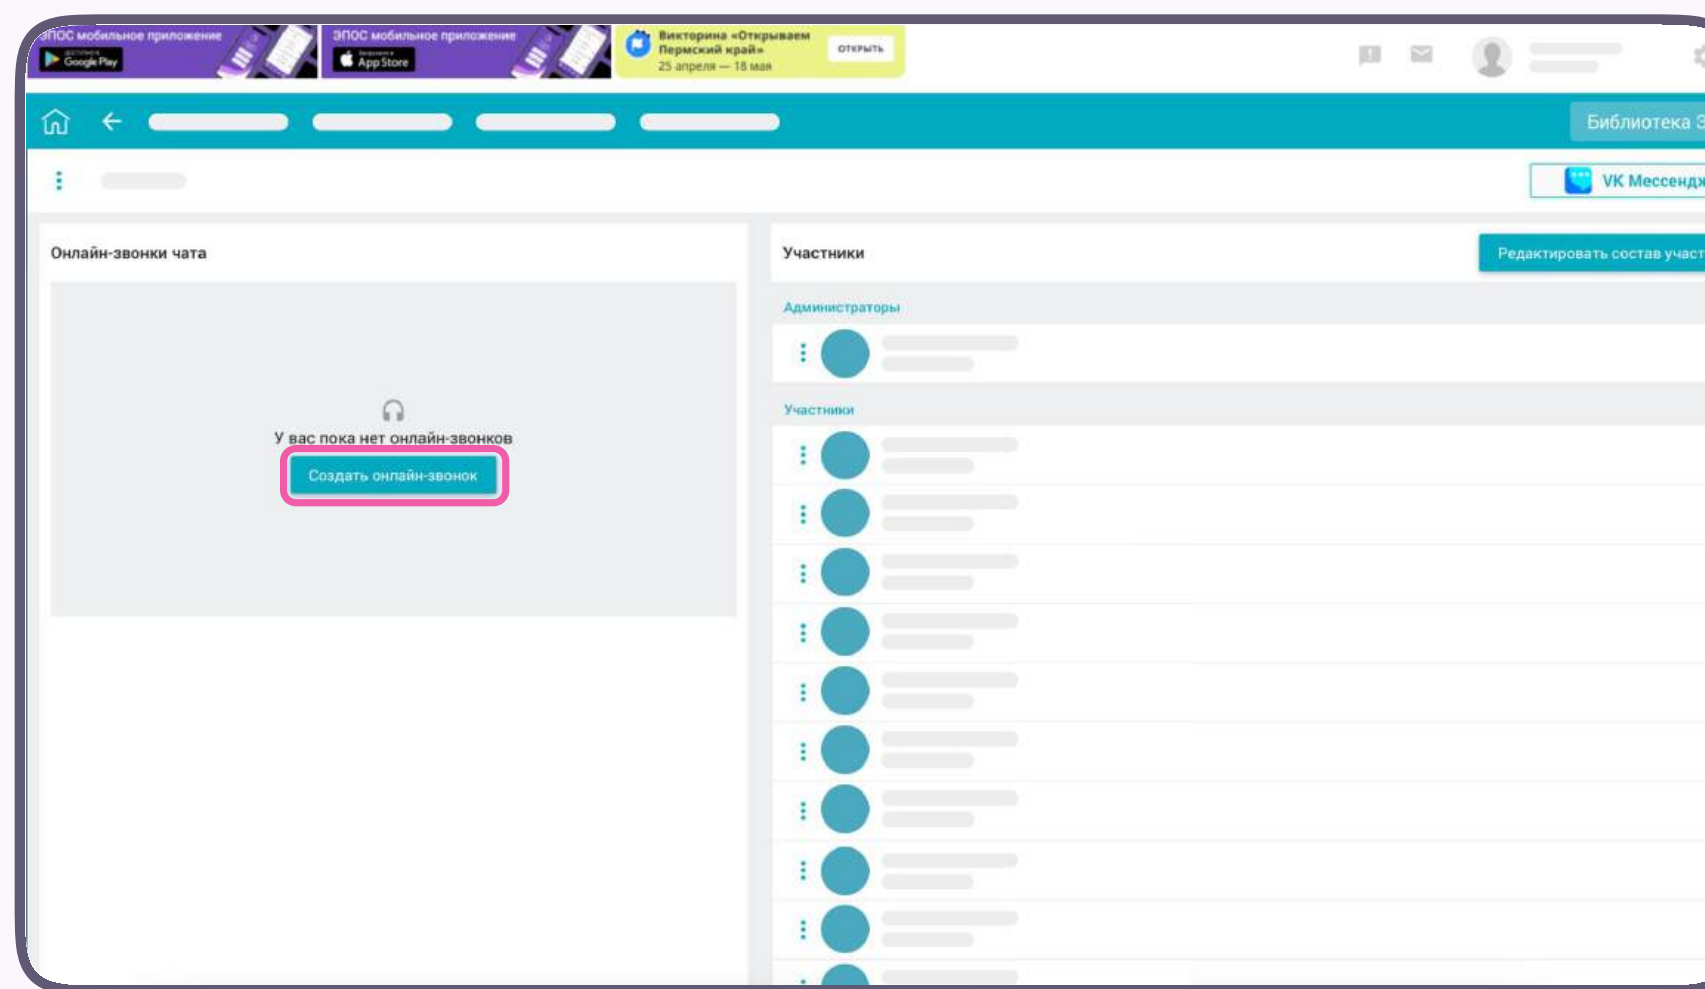 ЭПОС мобильное приложение
ДОСТУПНО В
Google Play
ЭПОС мобильное приложение
Загрузите в
App Store
Викторина «Открываем
Пермский край»
25 апреля — 18 мая
ОТКРЫТЬ
Библиотека Э
VK Мессендж
Онлайн-звонки чата
Участники
Редактировать состав участ
Администраторы
Участники
У вас пока нет онлайн-звонков
Создать онлайн-звонок